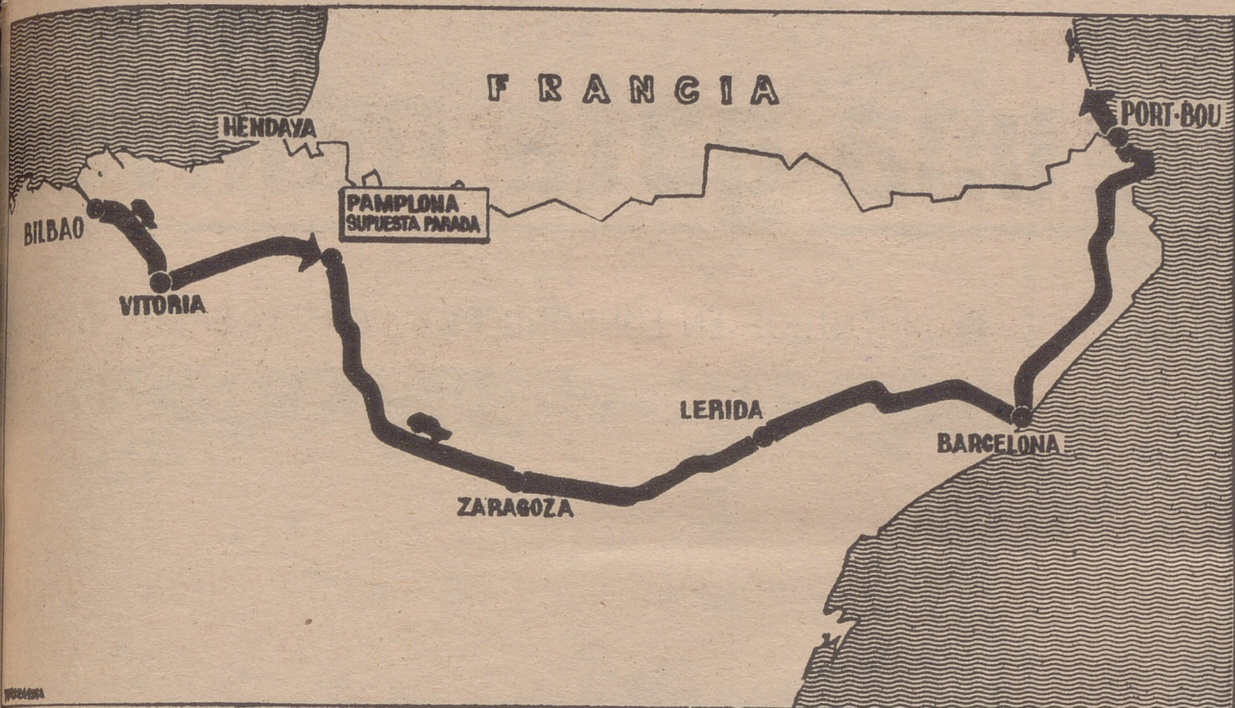 FRANCIA
HENDAYA
PORT-BOU
PAMPLONA
SUPUESTA PARADA
BILBAO
VITORIA
LERIDA
BARCELONA
ZARAGOZA